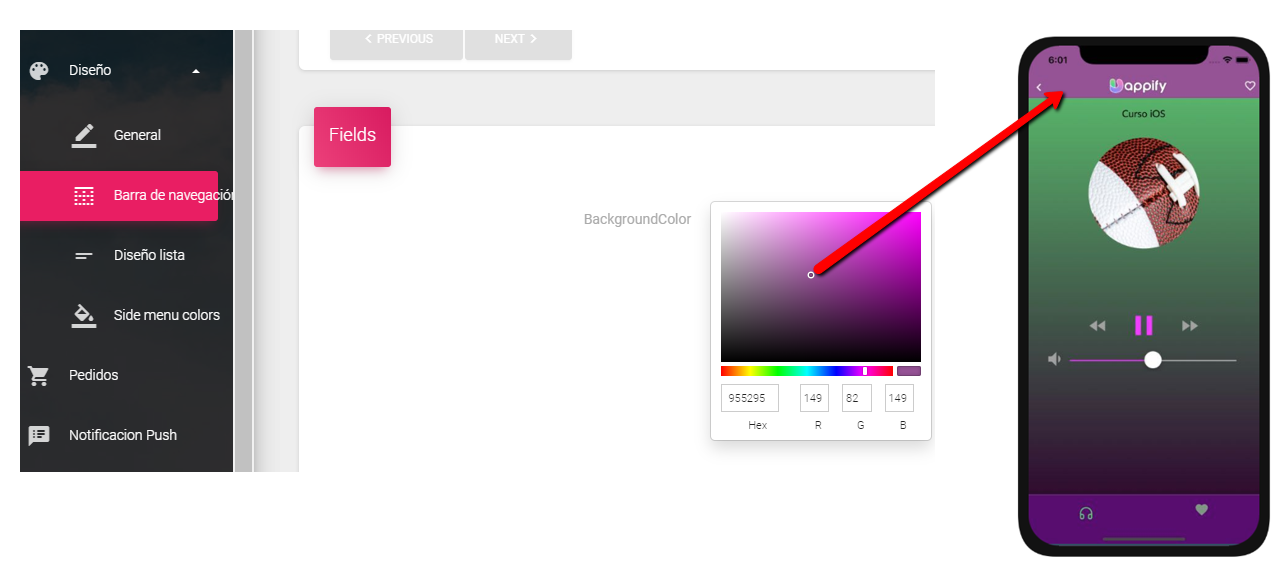 Diseño
General
Barra de navegación
Diseño lista
Side menu colors
Pedidos
Notificacion Push
< PREVIOUS
NEXT >
Fields
BackgroundColor
955295
149
82
149
Hex
R
G
B
6:01
appify
Curso iOS